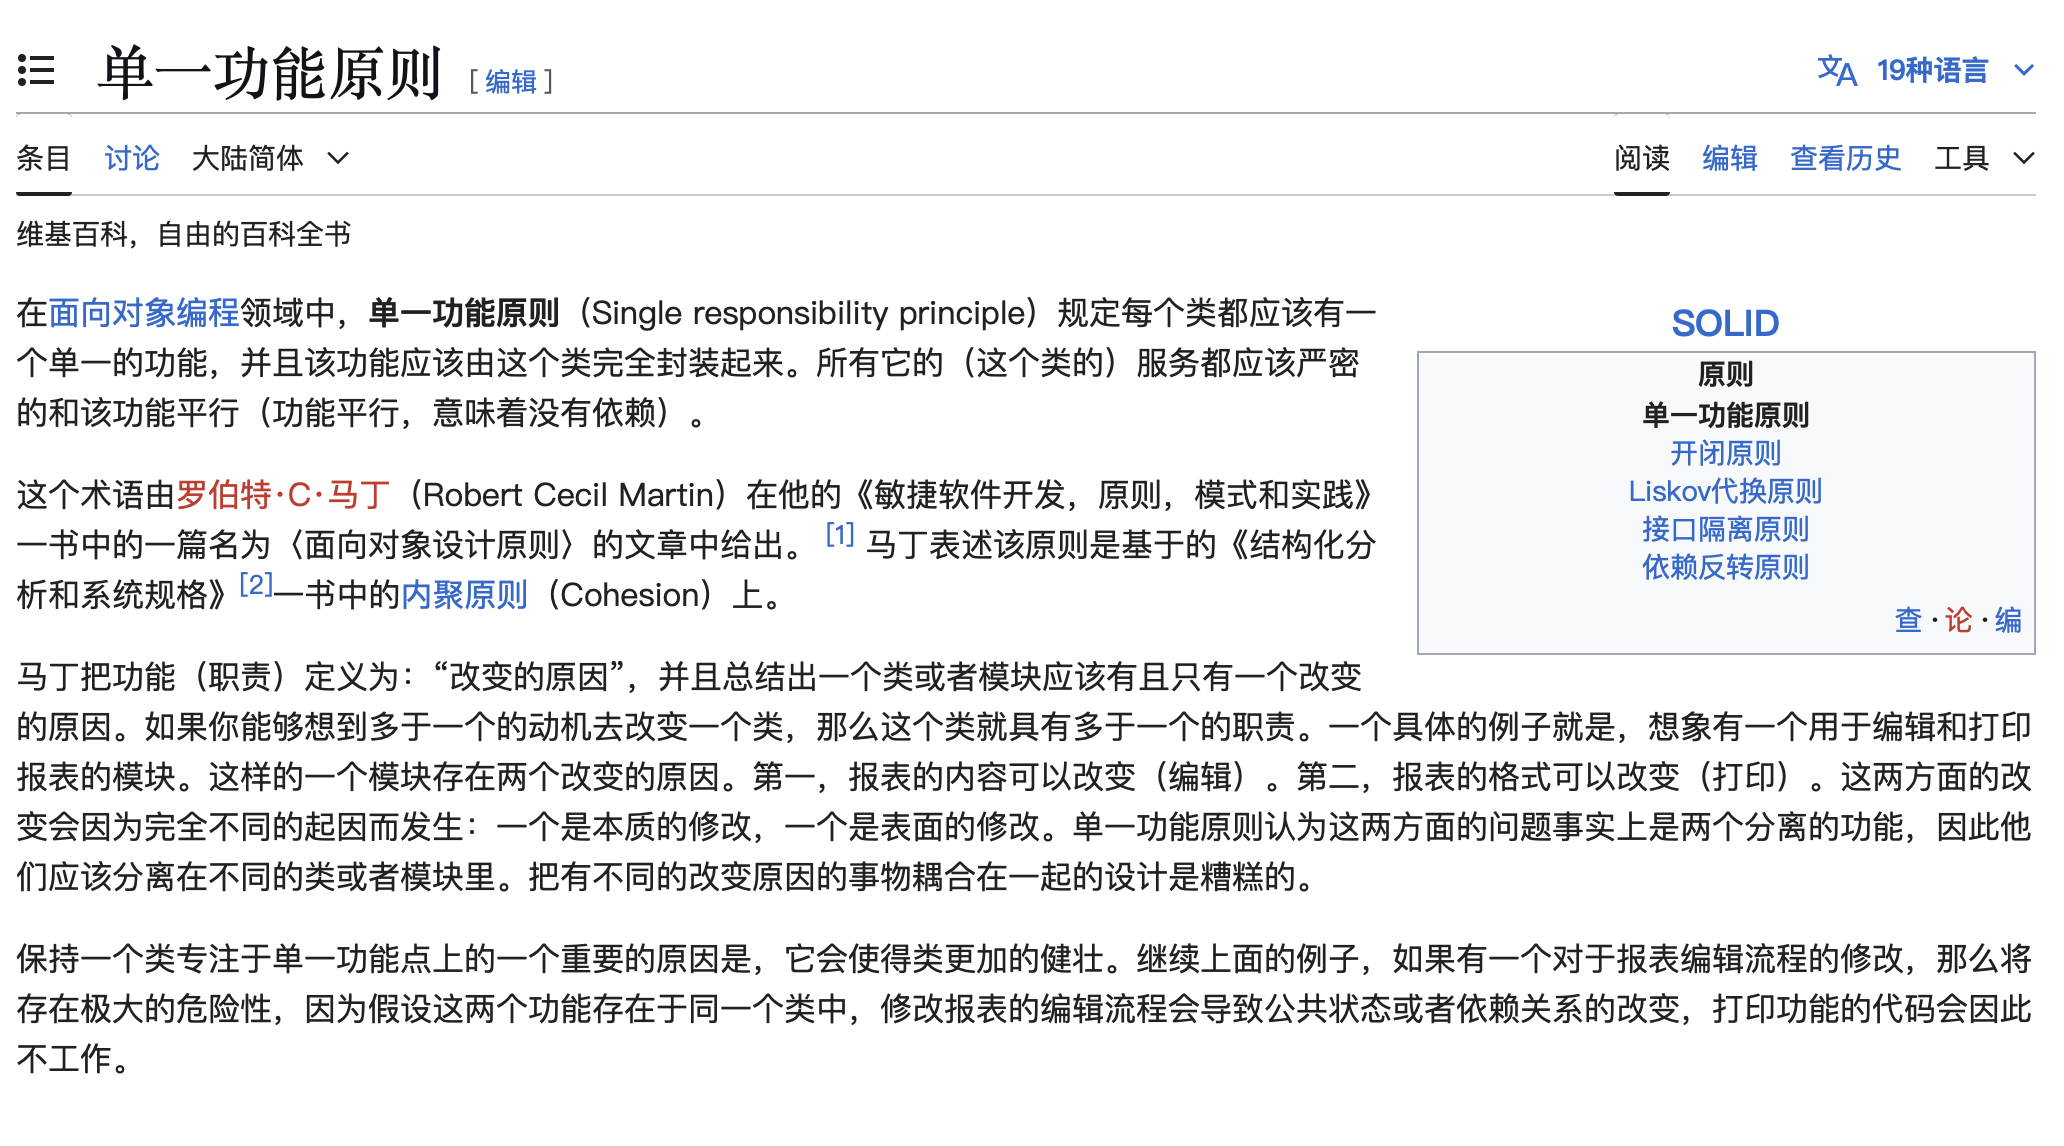 单一功能原则 [ 编辑 ]
19种语言
条目 讨论 大陆简体
阅读 编辑 查看历史 工具
维基百科，自由的百科全书
在面向对象编程领域中，单一功能原则（Single responsibility principle）规定每个类都应该有一
个单一的功能，并且该功能应该由这个类完全封装起来。所有它的（这个类的）服务都应该严密
的和该功能平行（功能平行，意味着没有依赖）。
这个术语由罗伯特·C·马丁（Robert Cecil Martin）在他的《敏捷软件开发，原则，模式和实践》
一书中的一篇名为〈面向对象设计原则〉的文章中给出。 [1] 马丁表述该原则是基于的《结构化分
析和系统规格》[2]一书中的内聚原则（Cohesion）上。
SOLID
原则
单一功能原则
开闭原则
Liskov代换原则
接口隔离原则
依赖反转原则
查 · 论 · 编
马丁把功能（职责）定义为：“改变的原因”，并且总结出一个类或者模块应该有且只有一个改变
的原因。如果你能够想到多于一个的动机去改变一个类，那么这个类就具有多于一个的职责。一个具体的例子就是，想象有一个用于编辑和打印
报表的模块。这样的一个模块存在两个改变的原因。第一，报表的内容可以改变（编辑）。第二，报表的格式可以改变（打印）。这两方面的改
变会因为完全不同的起因而发生：一个是本质的修改，一个是表面的修改。单一功能原则认为这两方面的问题事实上是两个分离的功能，因此他
们应该分离在不同的类或者模块里。把有不同的改变原因的事物耦合在一起的设计是糟糕的。
保持一个类专注于单一功能点上的一个重要的原因是，它会使得类更加的健壮。继续上面的例子，如果有一个对于报表编辑流程的修改，那么将
存在极大的危险性，因为假设这两个功能存在于同一个类中，修改报表的编辑流程会导致公共状态或者依赖关系的改变，打印功能的代码会因此
不工作。